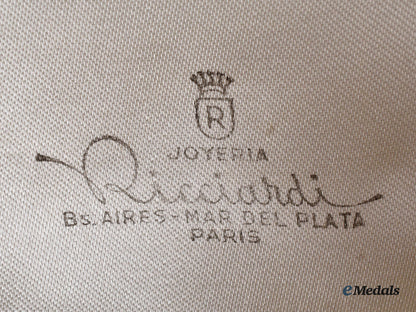 R
JOYERIA
Ricciardi
Bs. AIRES-MAR DEL PLATA
PARIS
eMedals